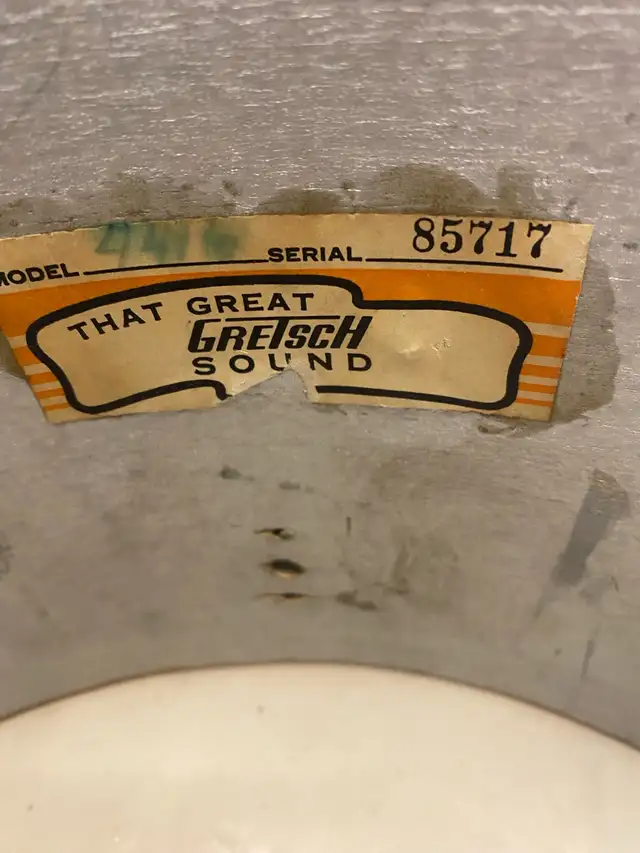 MODEL SERIAL 85717
THAT GREAT
GRETSCH
SOUND